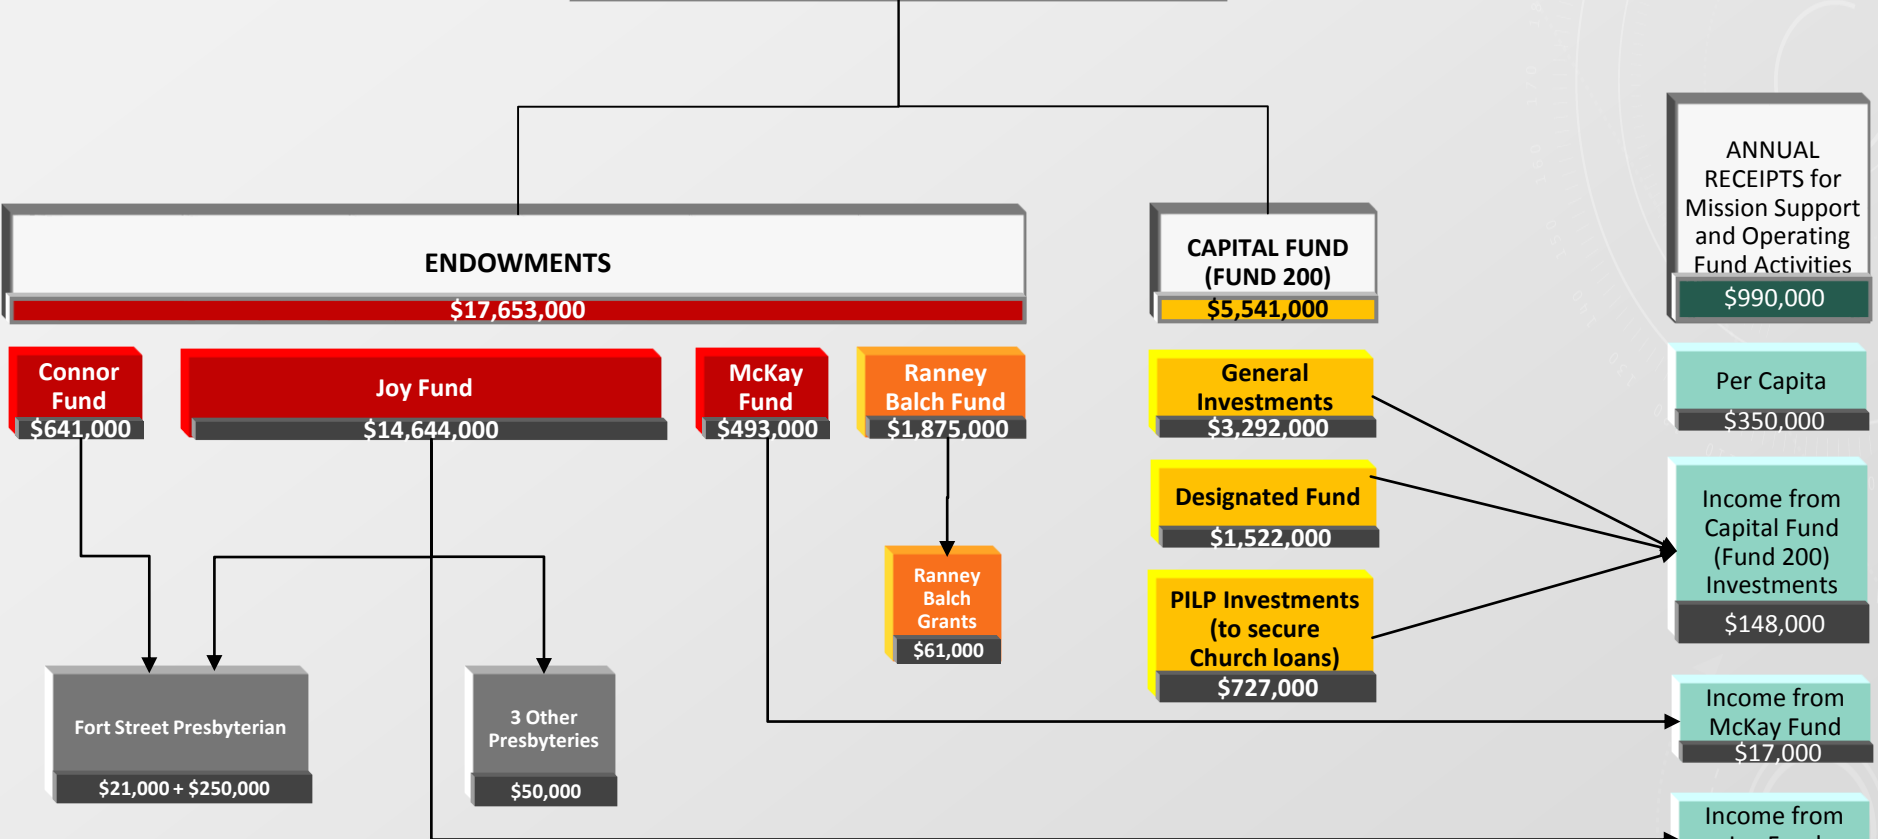 ENDOWMENTS
$17,653,000
CAPITAL FUND
(FUND 200)
$5,541,000
ANNUAL
RECEIPTS for
Mission Support
and Operating
Fund Activities
$990,000
Connor
Fund
$641,000
Joy Fund
$14,644,000
McKay
Fund
$493,000
Ranney
Balch Fund
$1,875,000
General
Investments
$3,292,000
Per Capita
$350,000
Designated Fund
$1,522,000
Income from
Capital Fund
(Fund 200)
Investments
$148,000
Ranney
Balch
Grants
$61,000
PILP Investments
(to secure
Church loans)
$727,000
Fort Street Presbyterian
$21,000 + $250,000
3 Other
Presbyteries
$50,000
Income from
McKay Fund
$17,000
Income from